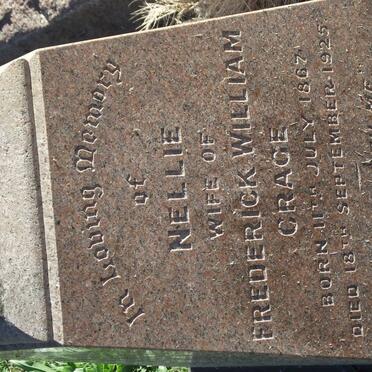 In Loving Memory
of
NELLIE
WIFE OF
FREDERICK WILLIAM
CRAGE
BORN 11TH JULY 1867
DIED 18TH SEPTEMBER 1925